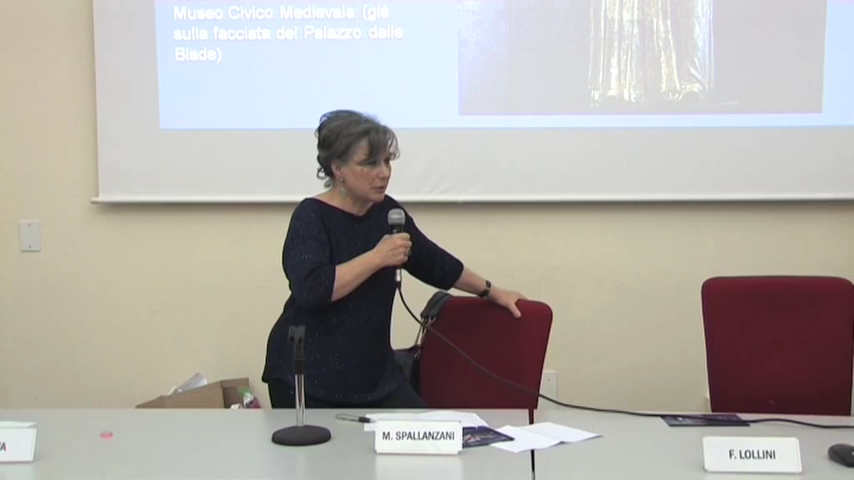 Museo Civico Medievale (già
sulla facciata del Palazzo delle
Biade)
M. SPALLANZANI
F. LOLLINI